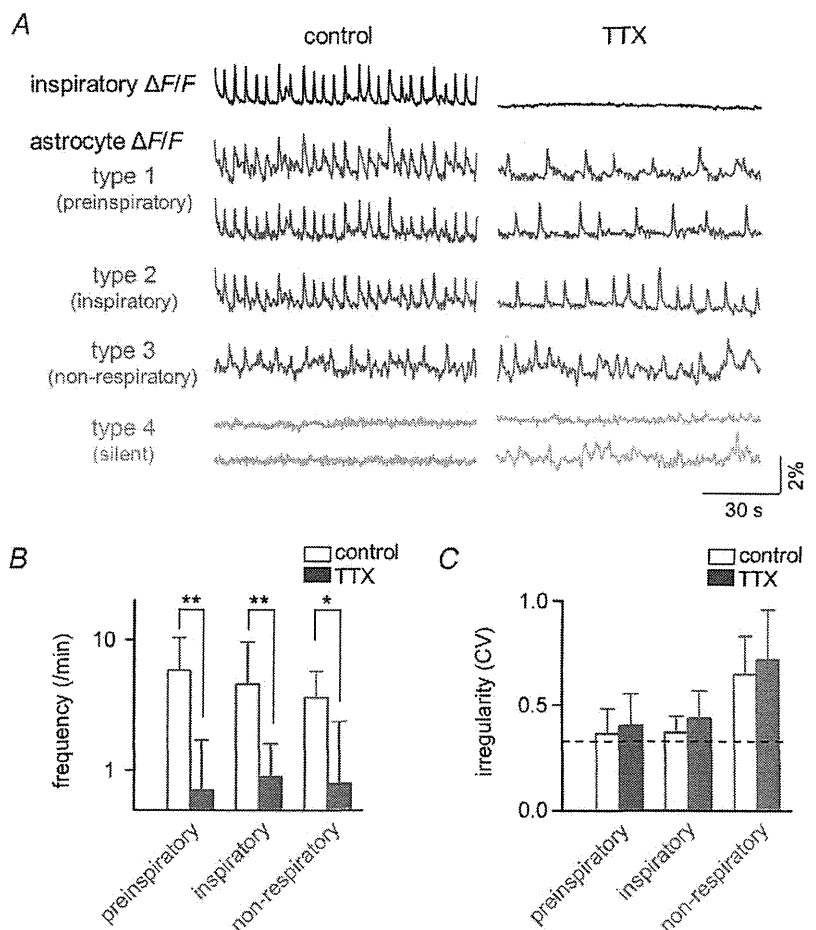 A
control
TTX
inspiratory ΔF/F
astrocyte ΔF/F
type 1
(preinspiratory)
type 2
(inspiratory)
type 3
(non-respiratory)
type 4
(silent)
2%
30 s
B
control
TTX
frequency (/min)
10
1
**
**
*
preinspiratory
inspiratory
non-respiratory
C
control
TTX
irregularity (CV)
1.0
0.5
0.0
preinspiratory
inspiratory
non-respiratory